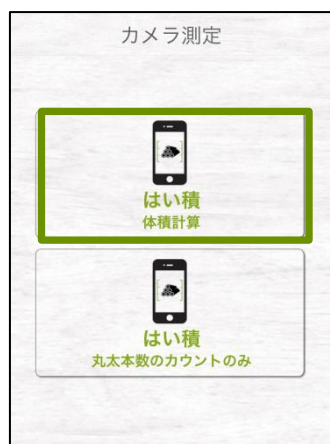 カメラ測定
はい積
体積計算
はい積
丸太本数のカウントのみ